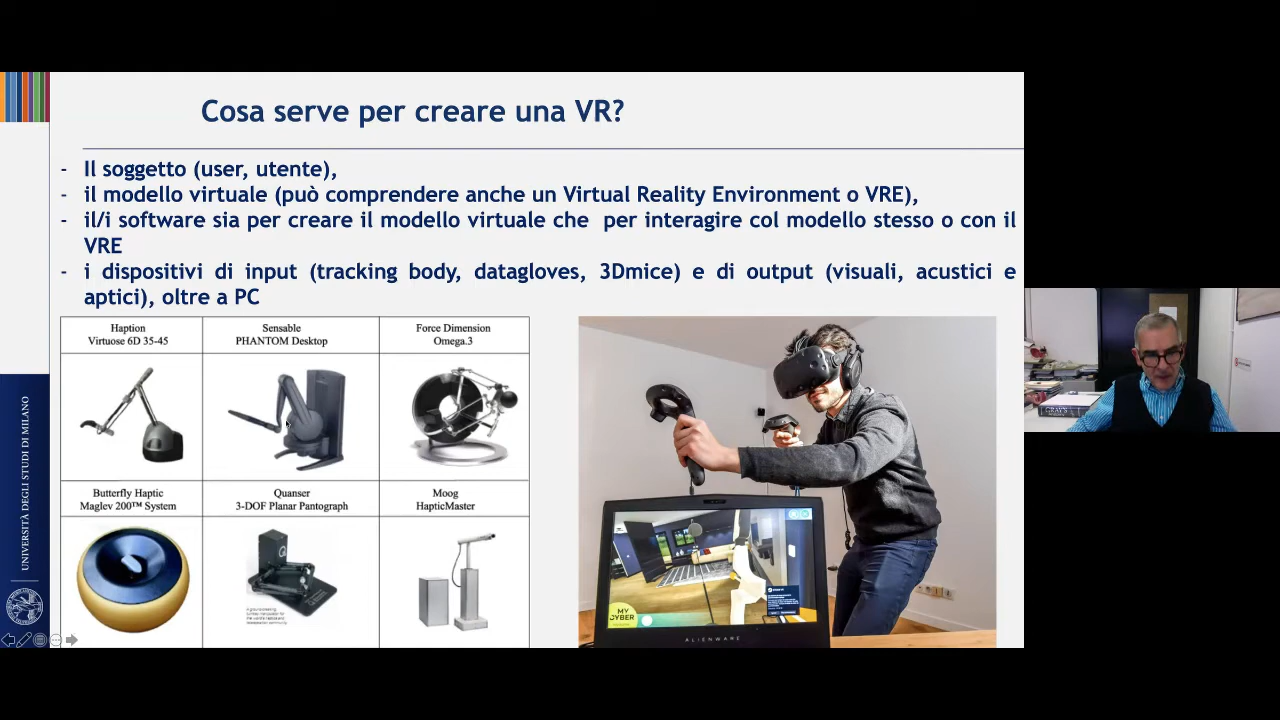 Cosa serve per creare una VR?
- Il soggetto (user, utente),
- il modello virtuale (può comprendere anche un Virtual Reality Environment o VRE),
- il/i software sia per creare il modello virtuale che per interagire col modello stesso o con il
VRE
- i dispositivi di input (tracking body, datagloves, 3Dmice) e di output (visuali, acustici e
aptici), oltre a PC
Haption
Virtuose 6D 35-45
Sensable
PHANTOM Desktop
Force Dimension
Omega.3
Butterfly Haptic
Maglev 200™ System
Quanser
3-DOF Planar Pantograph
Moog
HapticMaster
MY
CYBER
ALIENWARE
UNIVERSITÀ DEGLI STUDI DI MILANO
GRAY'S